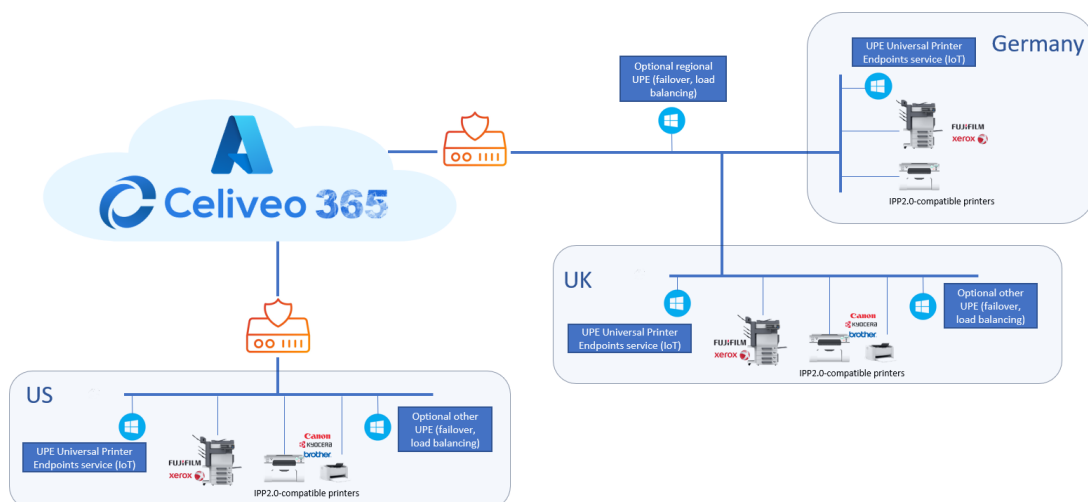 Germany
UPE Universal Printer
Endpoints service (IoT)
FUJIFILM
xerox
IPP2.0-compatible printers
Optional regional
UPE (failover, load
balancing)
Celiveo 365
UK
UPE Universal Printer
Endpoints service (IoT)
FUJIFILM
xerox
Canon
KYOCERA
brother
IPP2.0-compatible printers
Optional other
UPE (failover,
load balancing)
US
UPE Universal Printer
Endpoints service (IoT)
FUJIFILM
xerox
Canon
KYOCERA
brother
IPP2.0-compatible printers
Optional other
UPE (failover,
load balancing)